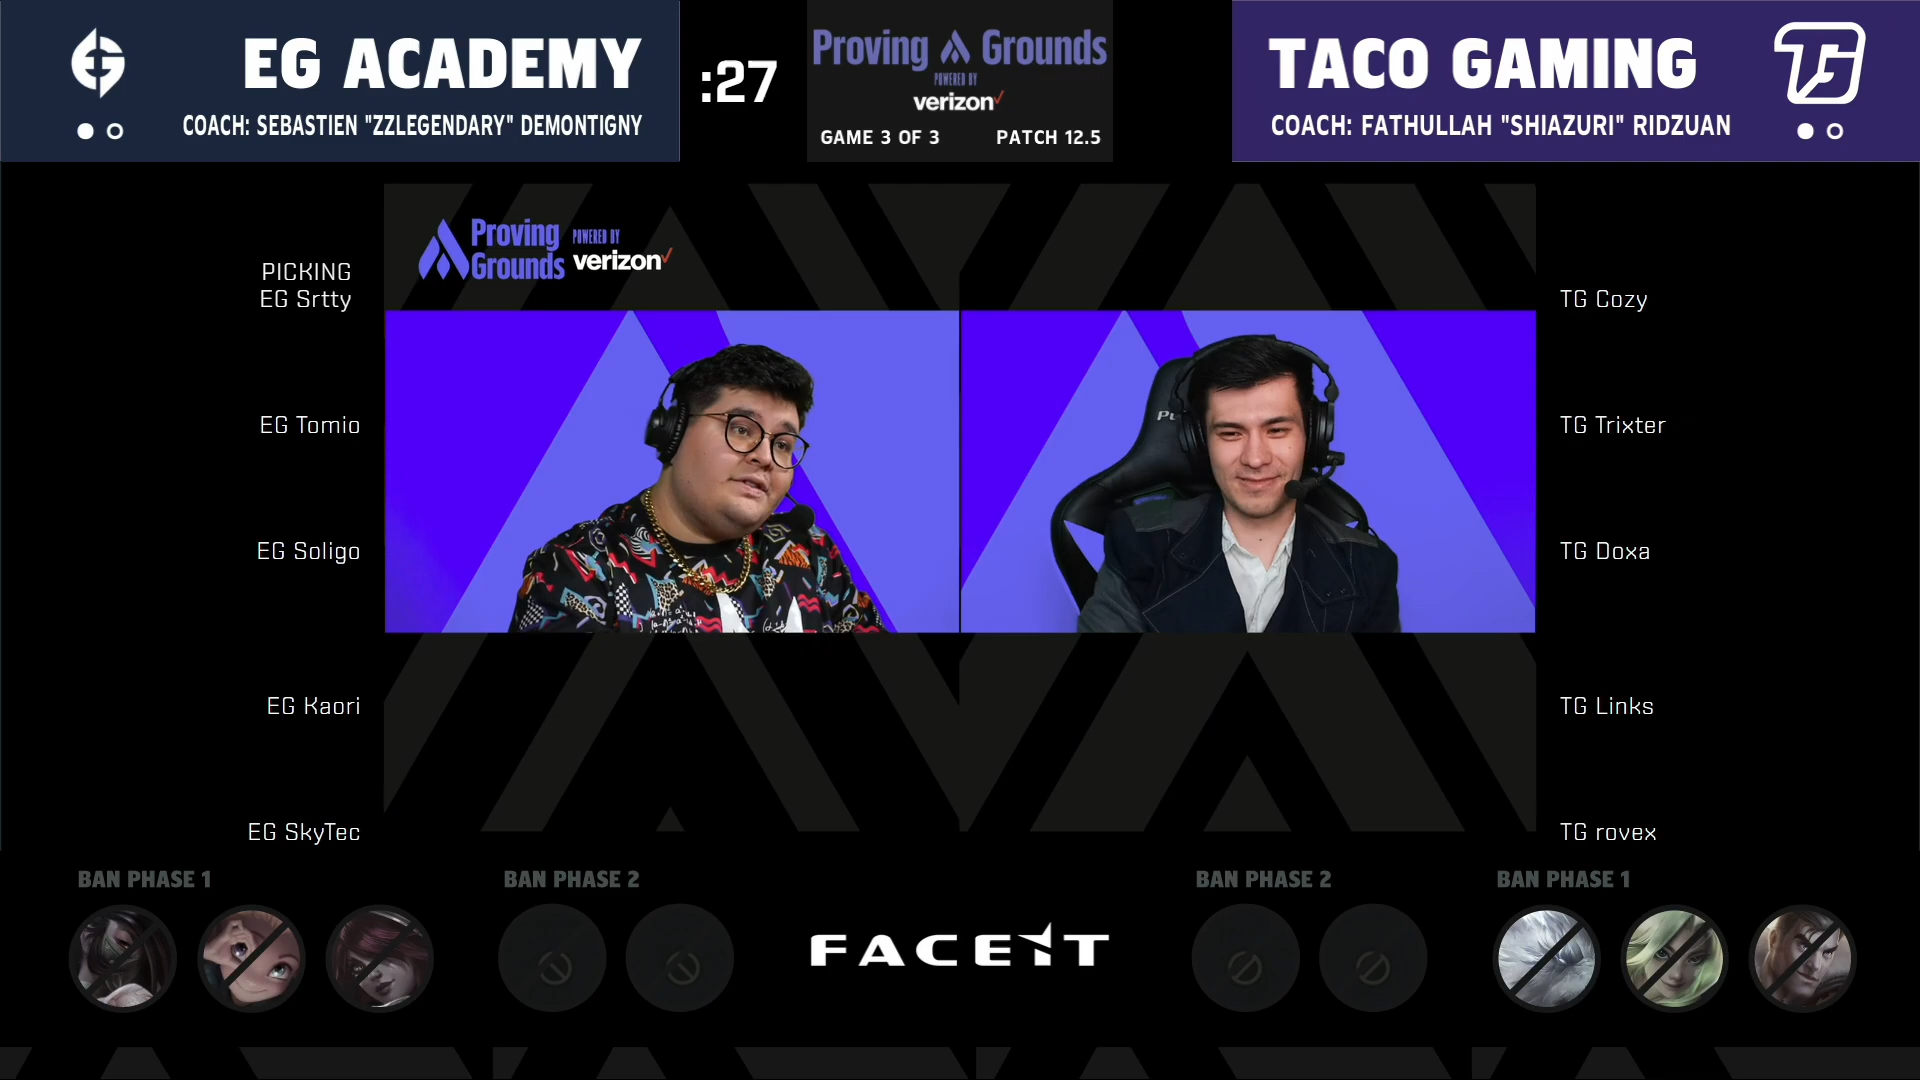 EG ACADEMY
COACH: SEBASTIEN "ZZLEGENDARY" DEMONTIGNY
:27
Proving Grounds
POWERED BY
verizon
GAME 3 OF 3 PATCH 12.5
TACO GAMING
COACH: FATHULLAH "SHIAZURI" RIDZUAN
TG
EG
Proving
Grounds
POWERED BY
verizon
PICKING
EG Srtty
EG Tomio
EG Soligo
EG Kaori
EG SkyTec
TG Cozy
TG Trixter
TG Doxa
TG Links
TG rovex
BAN PHASE 1
BAN PHASE 2
FACEIT
BAN PHASE 2
BAN PHASE 1